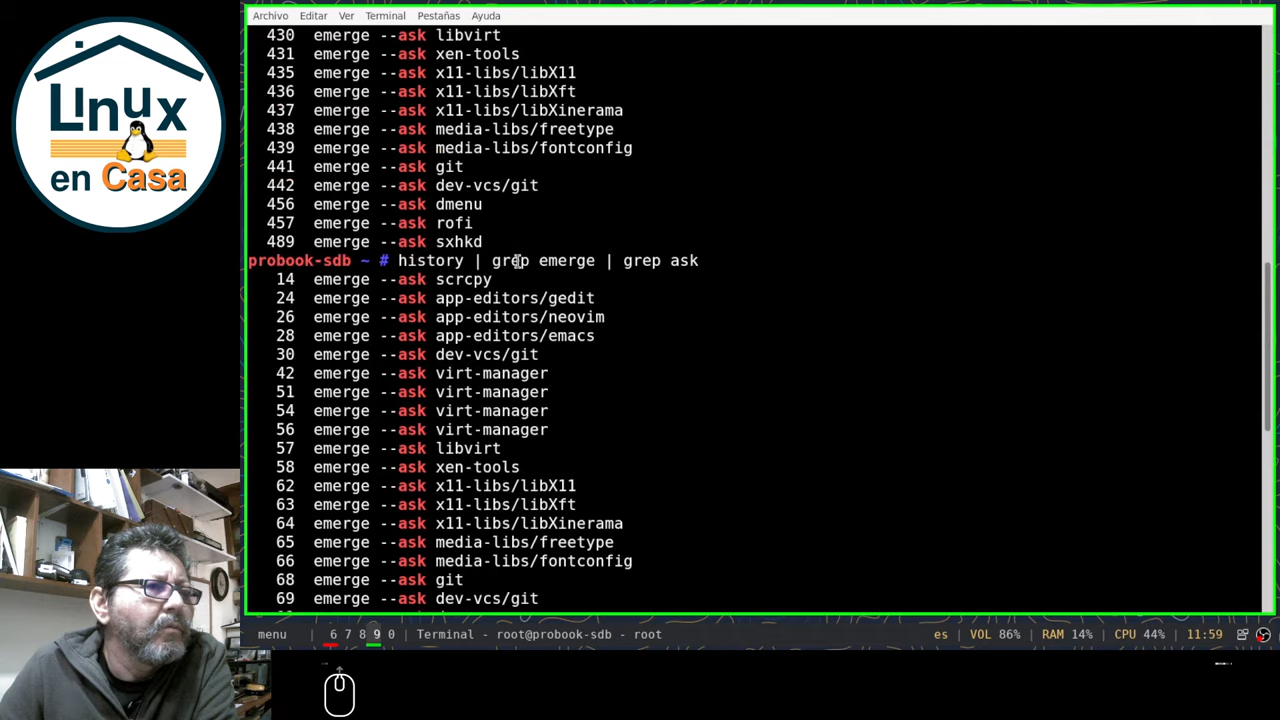 Linux
en Casa
Archivo Editar Ver Terminal Pestañas Ayuda
430 emerge --ask libvirt
431 emerge --ask xen-tools
435 emerge --ask x11-libs/libX11
436 emerge --ask x11-libs/libXft
437 emerge --ask x11-libs/libXinerama
438 emerge --ask media-libs/freetype
439 emerge --ask media-libs/fontconfig
441 emerge --ask git
442 emerge --ask dev-vcs/git
456 emerge --ask dmenu
457 emerge --ask rofi
489 emerge --ask sxhkd
probook-sdb ~ # history | grep emerge | grep ask
14 emerge --ask scrcpy
24 emerge --ask app-editors/gedit
26 emerge --ask app-editors/neovim
28 emerge --ask app-editors/emacs
30 emerge --ask dev-vcs/git
42 emerge --ask virt-manager
51 emerge --ask virt-manager
54 emerge --ask virt-manager
56 emerge --ask virt-manager
57 emerge --ask libvirt
58 emerge --ask xen-tools
62 emerge --ask x11-libs/libX11
63 emerge --ask x11-libs/libXft
64 emerge --ask x11-libs/libXinerama
65 emerge --ask media-libs/freetype
66 emerge --ask media-libs/fontconfig
68 emerge --ask git
69 emerge --ask dev-vcs/git
menu | 6 7 8 9 0 | Terminal - root@probook-sdb - root es | VOL 86% | RAM 14% | CPU 44% | 11:59